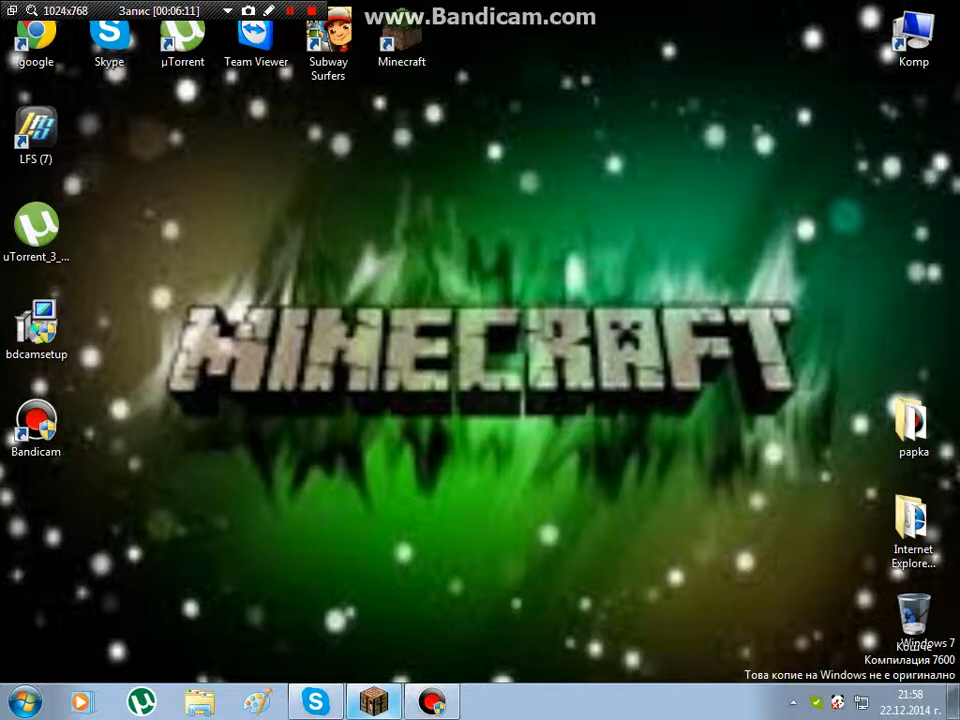 1024x768 Запис [00:06:11]
www.Bandicam.com
google
Skype
µTorrent
Team Viewer
Subway
Surfers
Minecraft
Komp
LFS (7)
uTorrent_3_...
bdcamsetup
MINECRAFT
Bandicam
papka
Internet
Explore...
Windows 7
Компилация 7600
Това копие на Windows не е оригинално
21:58
22.12.2014 г.